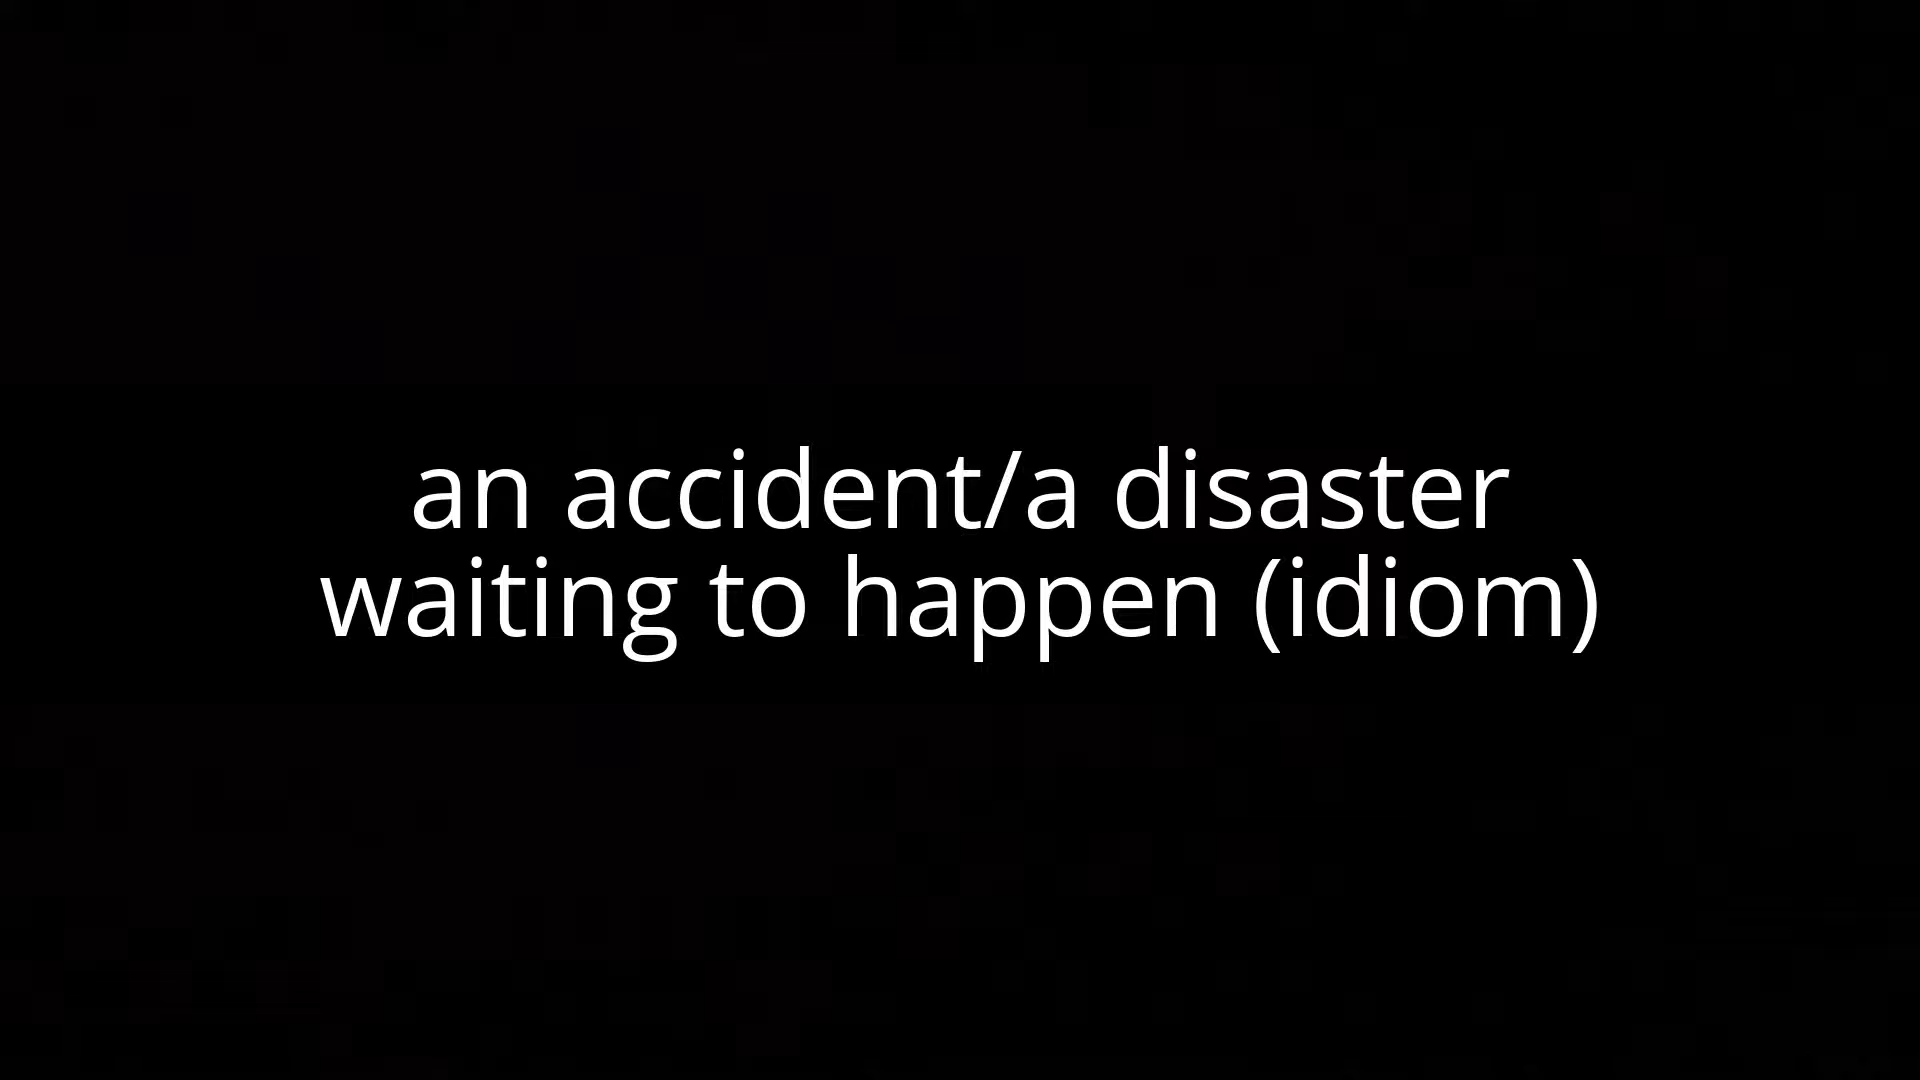 an accident/a disaster
waiting to happen (idiom)